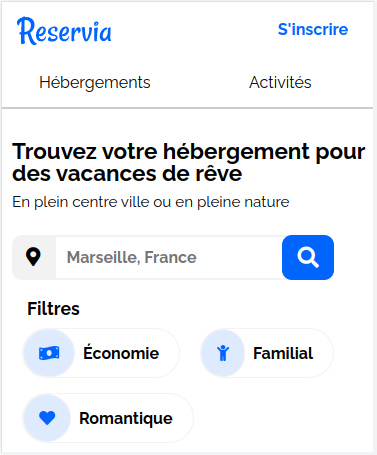 Reservia
S'inscrire
Hébergements
Activités
Trouvez votre hébergement pour
des vacances de rêve
En plein centre ville ou en pleine nature
Marseille, France
Filtres
Économie
Familial
Romantique